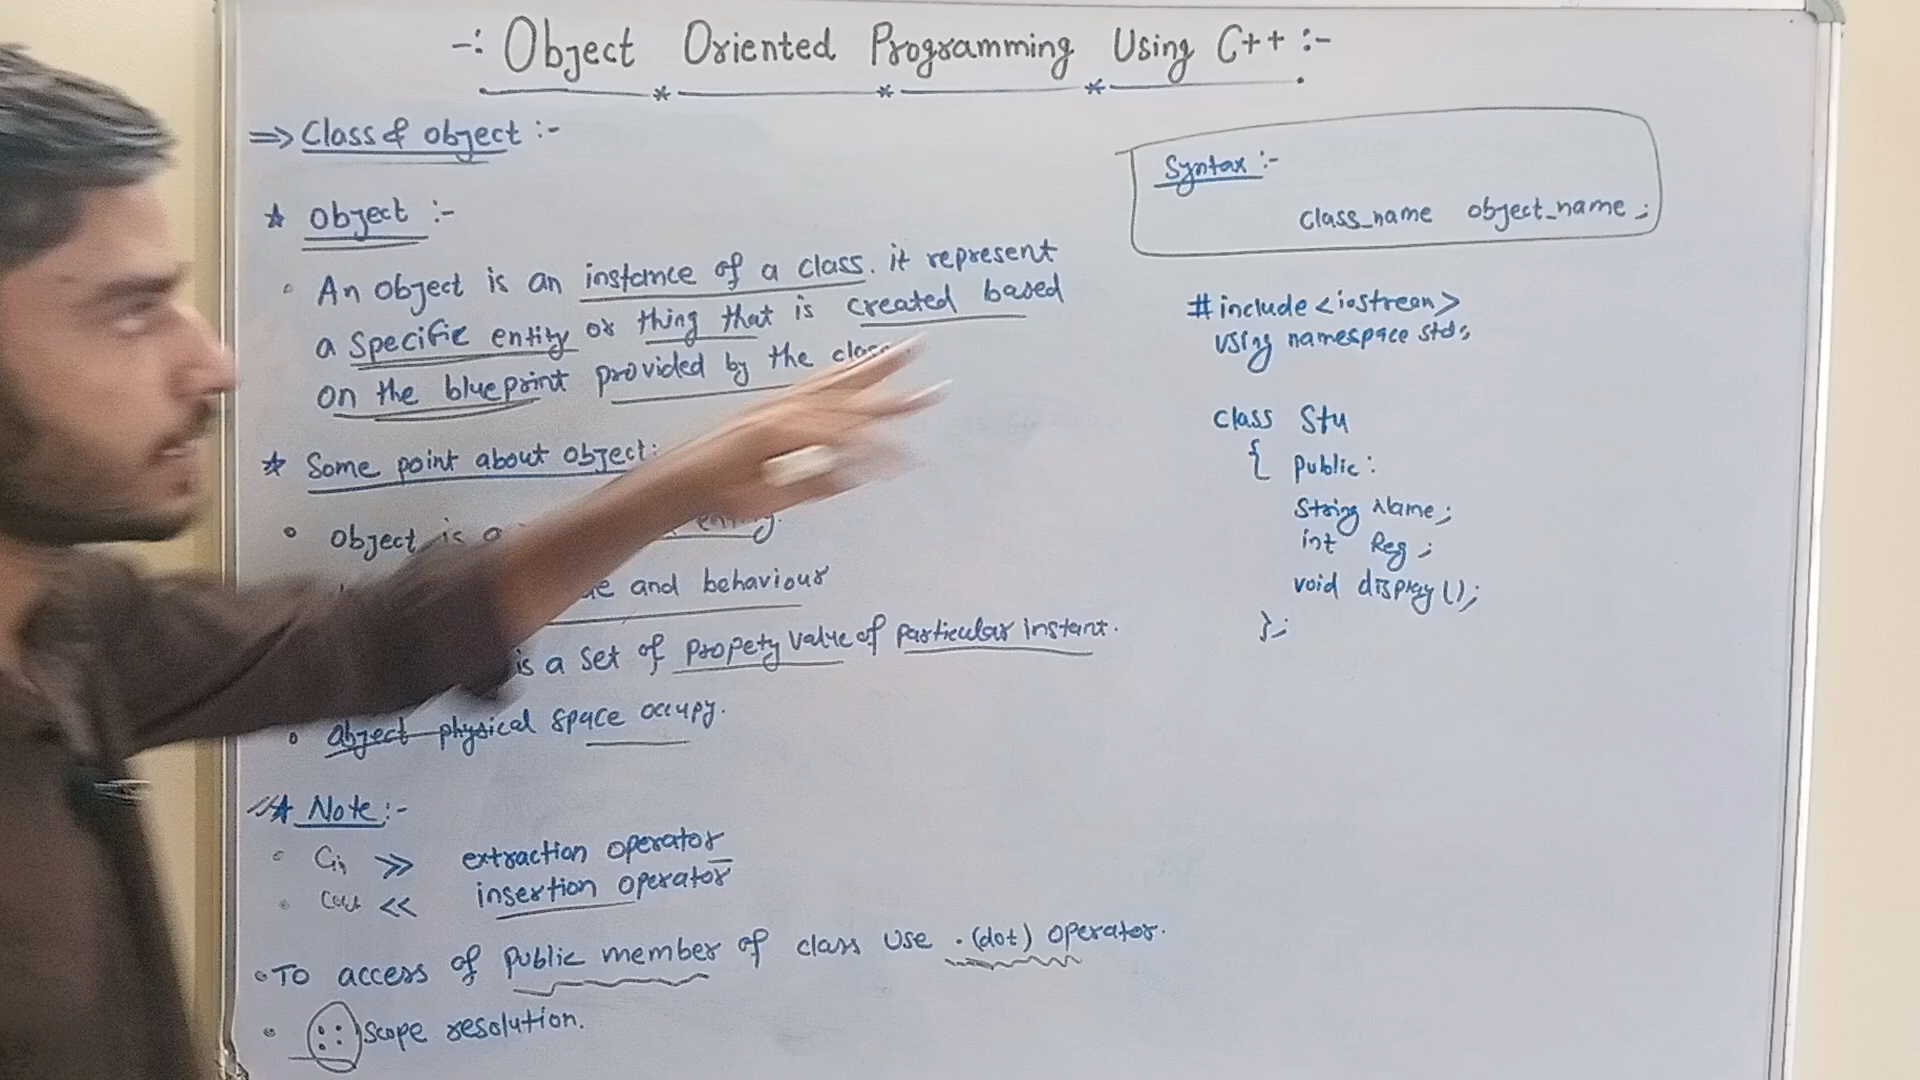 -: Object Oriented Programming Using C++ :-
⇒ Class & object :-
★ object :-
• An object is an instance of a class. it represent
a specific entity or thing that is created based
on the blueprint provided by the class
★ Some point about object:
• object is a
and behaviour
is a set of propety value of particular instant.
• object physical space occupy.
★ Note :-
• Cin >> extraction operator
• Cout << insertion operator
• To access of public member of class use .(dot) operator.
• :: scope resolution.
Syntax :-
class_name object_name ;
#include <iostream>
using namespace std;
class Stu
{ public :
string Name ;
int Reg ;
void display ();
};